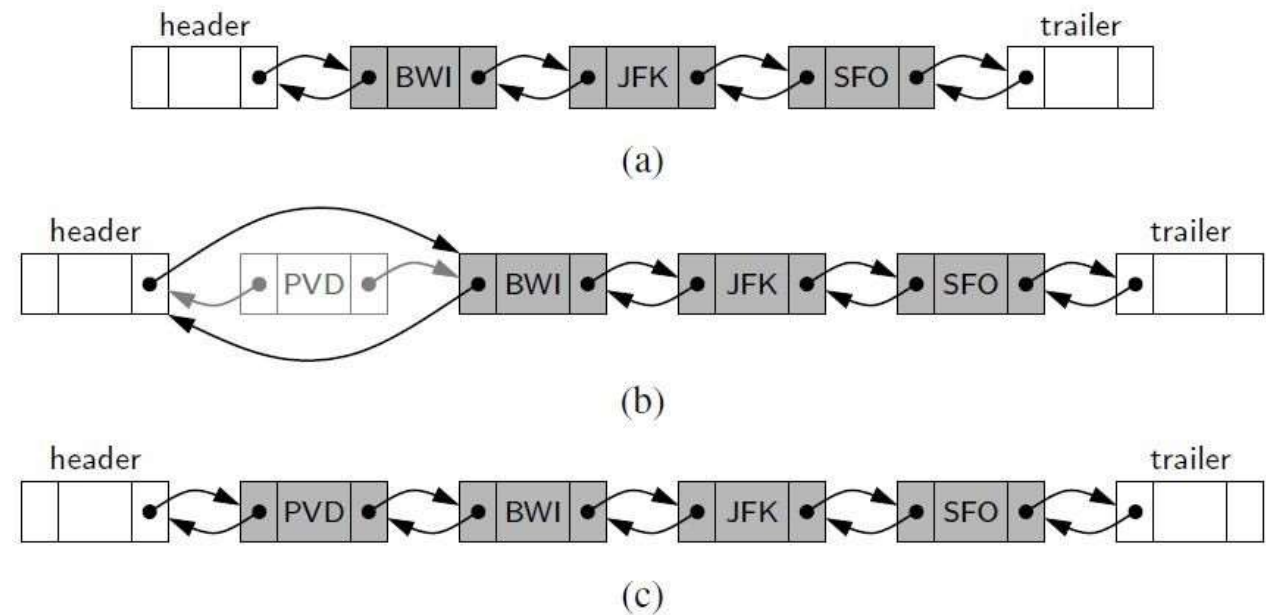 header trailer
BWI JFK SFO
(a)
header trailer
PVD BWI JFK SFO
(b)
header trailer
PVD BWI JFK SFO
(c)